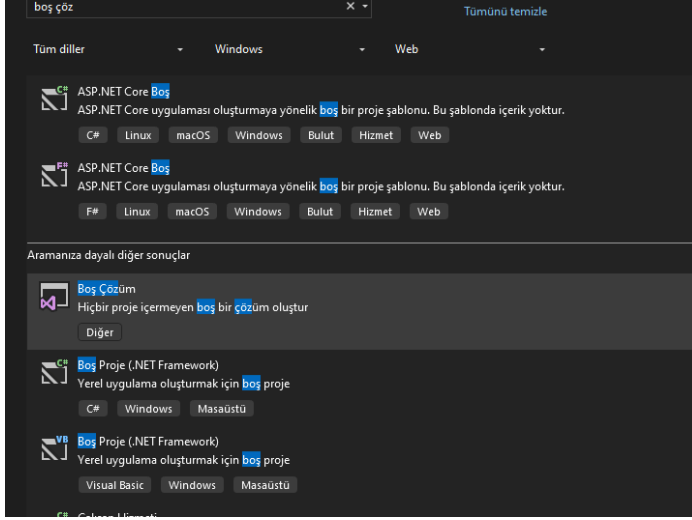 boş çöz
Tümünü temizle
Tüm diller Windows Web
C#
ASP.NET Core Boş
ASP.NET Core uygulaması oluşturmaya yönelik boş bir proje şablonu. Bu şablonda içerik yoktur.
C# Linux macOS Windows Bulut Hizmet Web
F#
ASP.NET Core Boş
ASP.NET Core uygulaması oluşturmaya yönelik boş bir proje şablonu. Bu şablonda içerik yoktur.
F# Linux macOS Windows Bulut Hizmet Web
Aramanıza dayalı diğer sonuçlar
Boş Çözüm
Hiçbir proje içermeyen boş bir çözüm oluştur
Diğer
C#
Boş Proje (.NET Framework)
Yerel uygulama oluşturmak için boş proje
C# Windows Masaüstü
VB
Boş Proje (.NET Framework)
Yerel uygulama oluşturmak için boş proje
Visual Basic Windows Masaüstü
C#